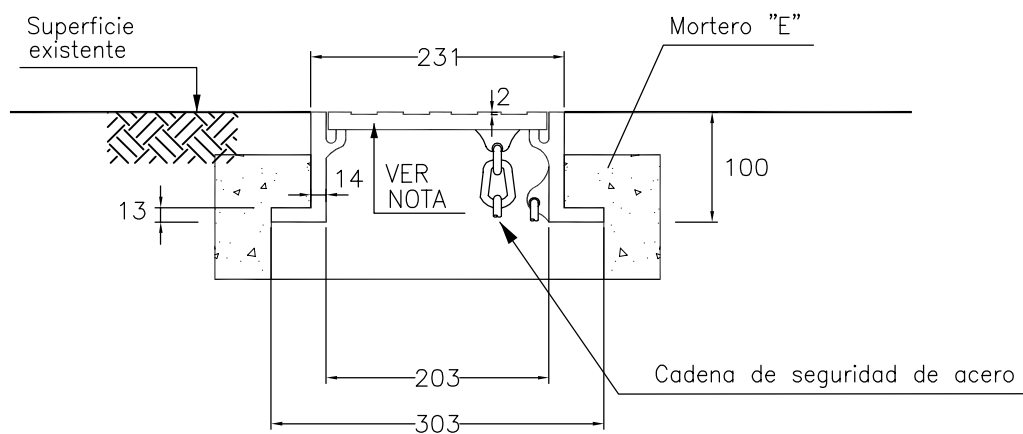 Superficie
existente
Mortero "E"
231
2
100
14
VER
NOTA
13
Cadena de seguridad de acero
203
303